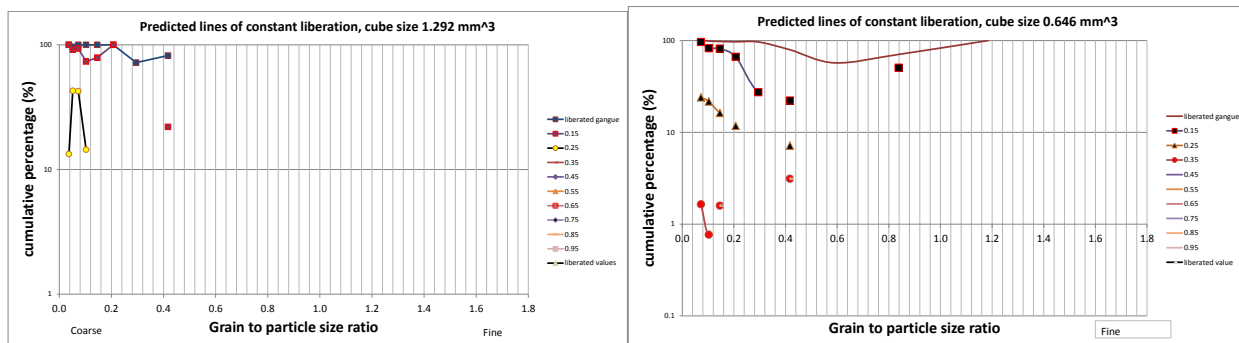 Predicted lines of constant liberation, cube size 1.292 mm^3
cumulative percentage (%)
100
10
1
0.0 0.2 0.4 0.6 0.8 1.0 1.2 1.4 1.6 1.8
Coarse
Grain to particle size ratio
Fine
liberated gangue
0.15
0.25
0.35
0.45
0.55
0.65
0.75
0.85
0.95
liberated values
Predicted lines of constant liberation, cube size 0.646 mm^3
cumulative percentage (%)
100
10
1
0.1
0.0 0.2 0.4 0.6 0.8 1.0 1.2 1.4 1.6 1.8
Grain to particle size ratio
Fine
liberated gangue
0.15
0.25
0.35
0.45
0.55
0.65
0.75
0.85
0.95
liberated value